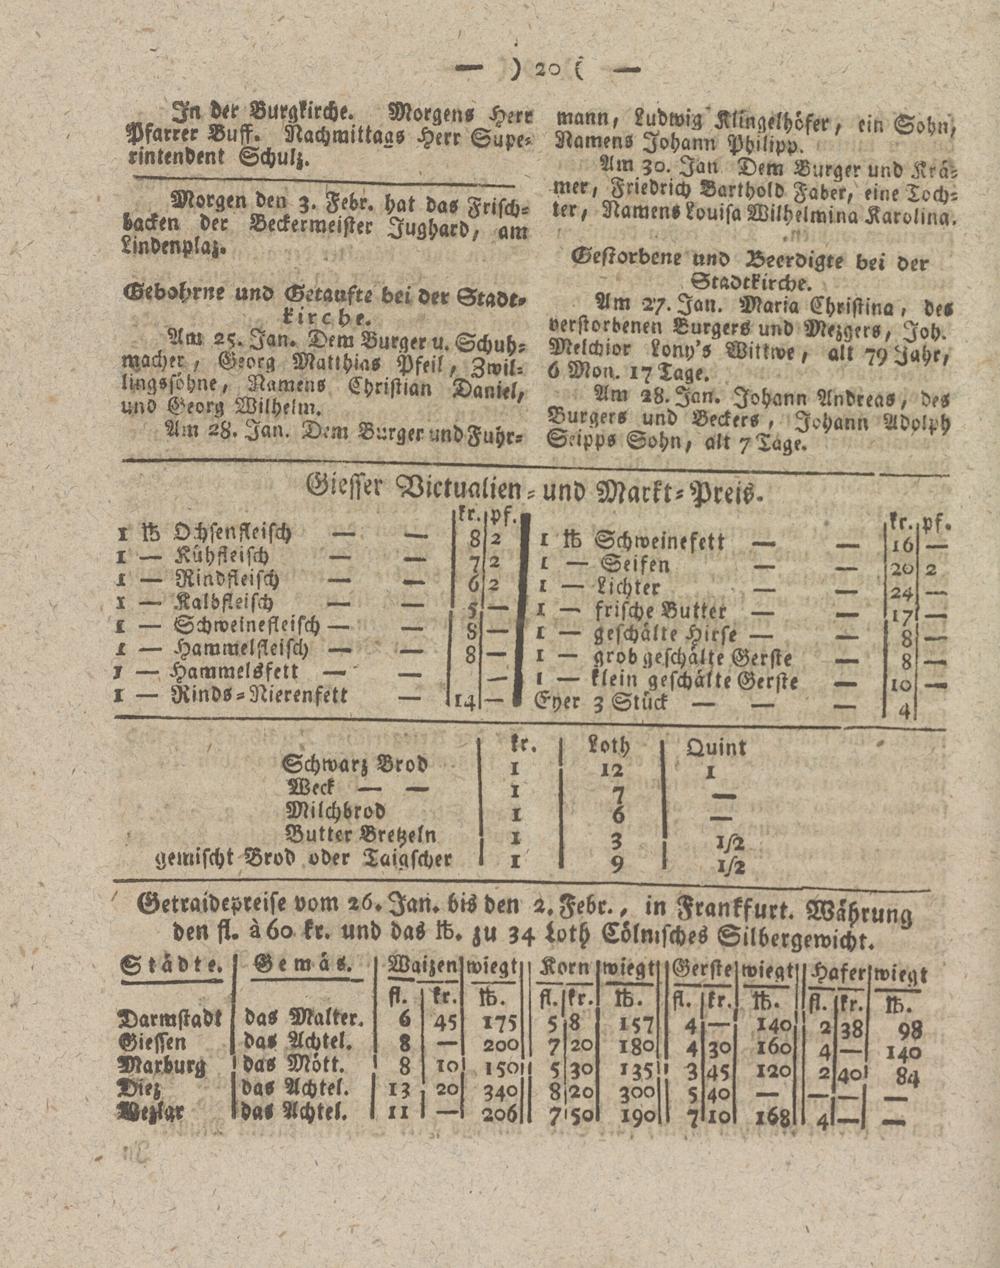 — ) 20 ( —
In der Burgkirche. Morgens Herr
Pfarrer Buff. Nachmittags Herr Supe-
rintendent Schulz.
Morgen den 3. Febr. hat das Frisch-
backen der Beckermeister Jughard, am
Lindenplaz.
Gebohrne und Getaufte bei der Stadt-
kirche.
Am 25. Jan. Dem Burger u. Schuh-
macher, Georg Matthias Pfeil, Zwil-
lingssöhne, Namens Christian Daniel,
und Georg Wilhelm.
Am 28. Jan. Dem Burger und Fuhr-
mann, Ludwig Klingelhöfer, ein Sohn,
Namens Johann Philipp.
Am 30. Jan Dem Burger und Krä-
mer, Friedrich Barthold Faber, eine Toch-
ter, Namens Louisa Wilhelmina Karolina.
Gestorbene und Beerdigte bei der
Stadtkirche.
Am 27. Jan. Maria Christina, des
verstorbenen Burgers und Mezgers, Joh.
Melchior Lony's Wittwe, alt 79 Jahr,
6 Mon. 17 Tage.
Am 28. Jan. Johann Andreas, des
Burgers und Beckers, Johann Adolph
Seipps Sohn, alt 7 Tage.
Giesser Victualien- und Markt-Preis.
kr. pf.
1 ℔ Ochsenfleisch — — 8 2
1 — Kühfleisch — — 7 2
1 — Rindfleisch — — 6 2
1 — Kalbfleisch — — 5 —
1 — Schweinefleisch — — 8 —
1 — Hammelfleisch — — 8 —
1 — Hammelsfett — —
1 — Rinds-Nierenfett — 14 —
kr. pf.
1 ℔ Schweinefett — — 16 —
1 — Seifen — — 20 2
1 — Lichter — — 24 —
1 — frische Butter — — 17 —
1 — geschälte Hirse — — 8 —
1 — grob geschälte Gerste — 8 —
1 — klein geschälte Gerste — 10 —
Eyer 3 Stück — — — 4
kr. Loth Quint
Schwarz Brod 1 12 1
Weck — — 1 7 —
Milchbrod 1 6 —
Butter Bretzeln 1 3 1/2
gemischt Brod oder Taigscher 1 9 1/2
Getraidepreise vom 26. Jan. bis den 2. Febr., in Frankfurt. Währung
den fl. à 60 kr. und das ℔. zu 34 Loth Cölnisches Silbergewicht.
Städte. Gemäs. Waizen wiegt Korn wiegt Gerste wiegt Hafer wiegt
fl. kr. ℔. fl. kr. ℔. fl. kr. ℔. fl. kr. ℔.
Darmstadt das Malter. 6 45 175 5 8 157 4 — 140 2 38 98
Giessen das Achtel. 8 — 200 7 20 180 4 30 160 4 — 140
Marburg das Mött. 8 10 150 5 30 135 3 45 120 2 40 84
Diez das Achtel. 13 20 340 8 20 300 5 40 — — — —
Wezlar das Achtel. 11 — 206 7 50 190 7 10 168 4 — —